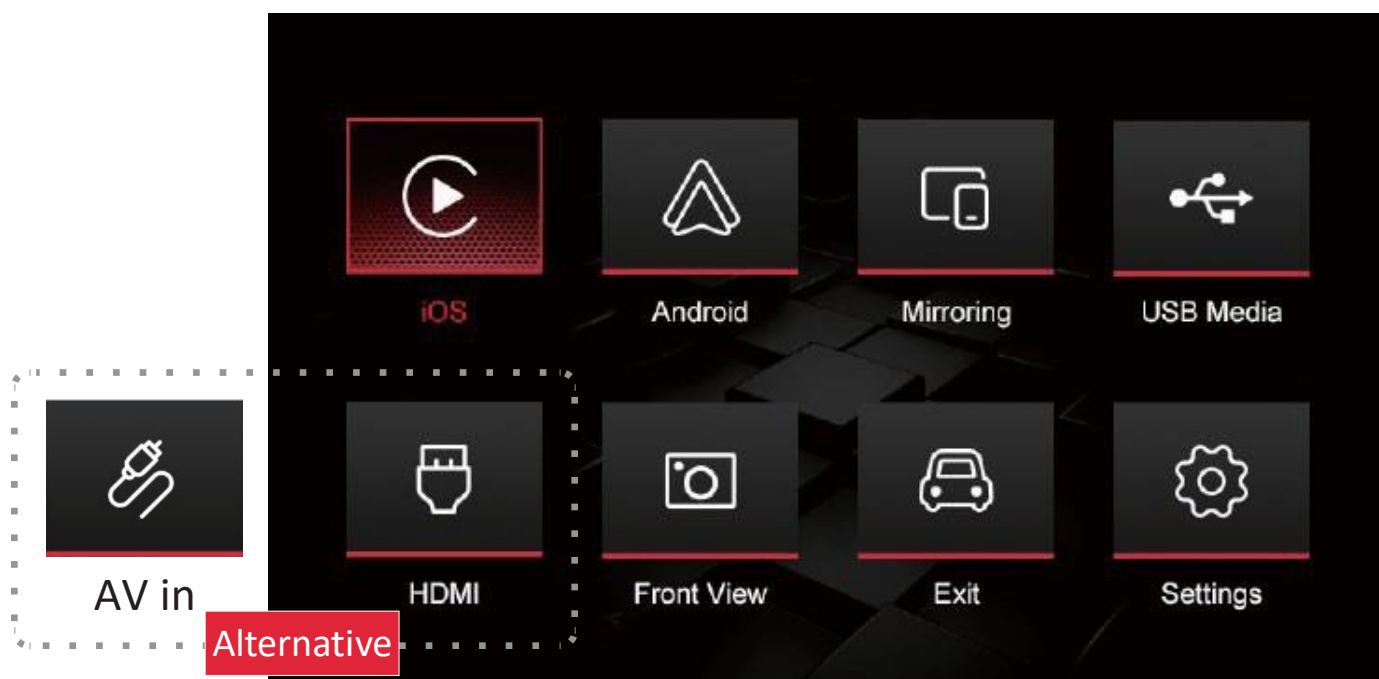 iOS
Android
Mirroring
USB Media
AV in
HDMI
Front View
Exit
Settings
Alternative